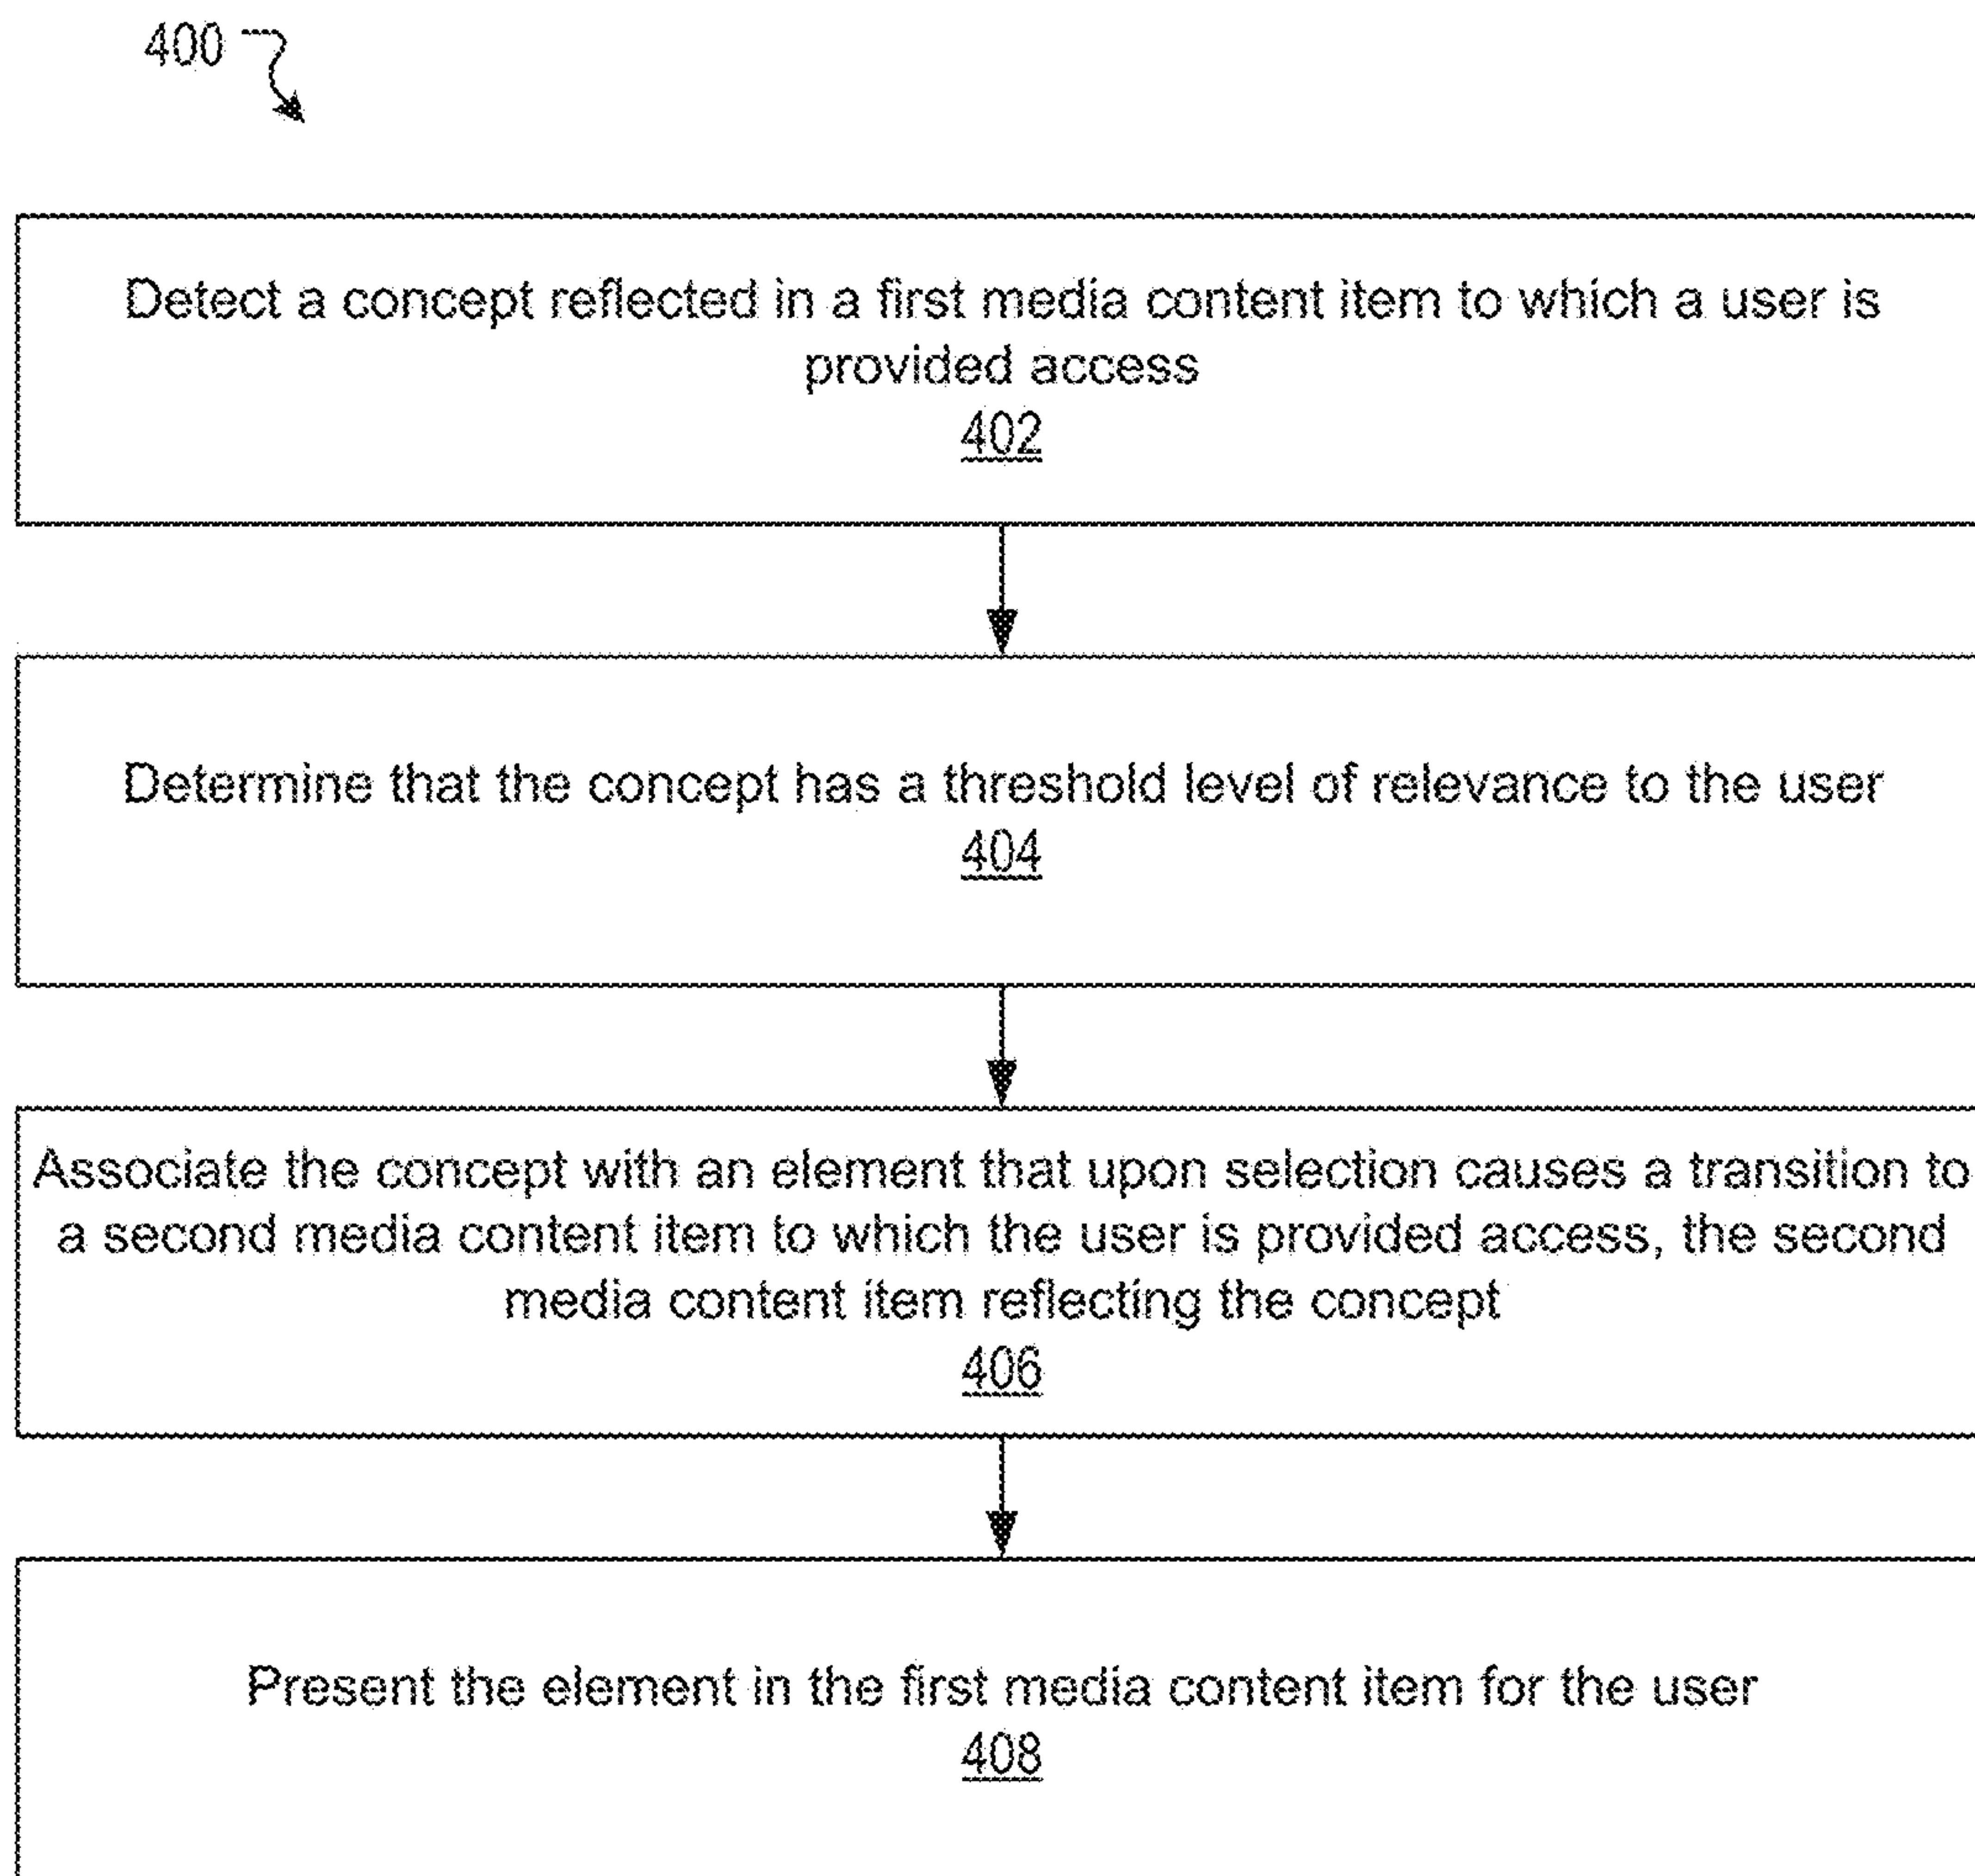 400
Detect a concept reflected in a first media content item to which a user is
provided access
402
Determine that the concept has a threshold level of relevance to the user
404
Associate the concept with an element that upon selection causes a transition to
a second media content item to which the user is provided access, the second
media content item reflecting the concept
406
Present the element in the first media content item for the user
408